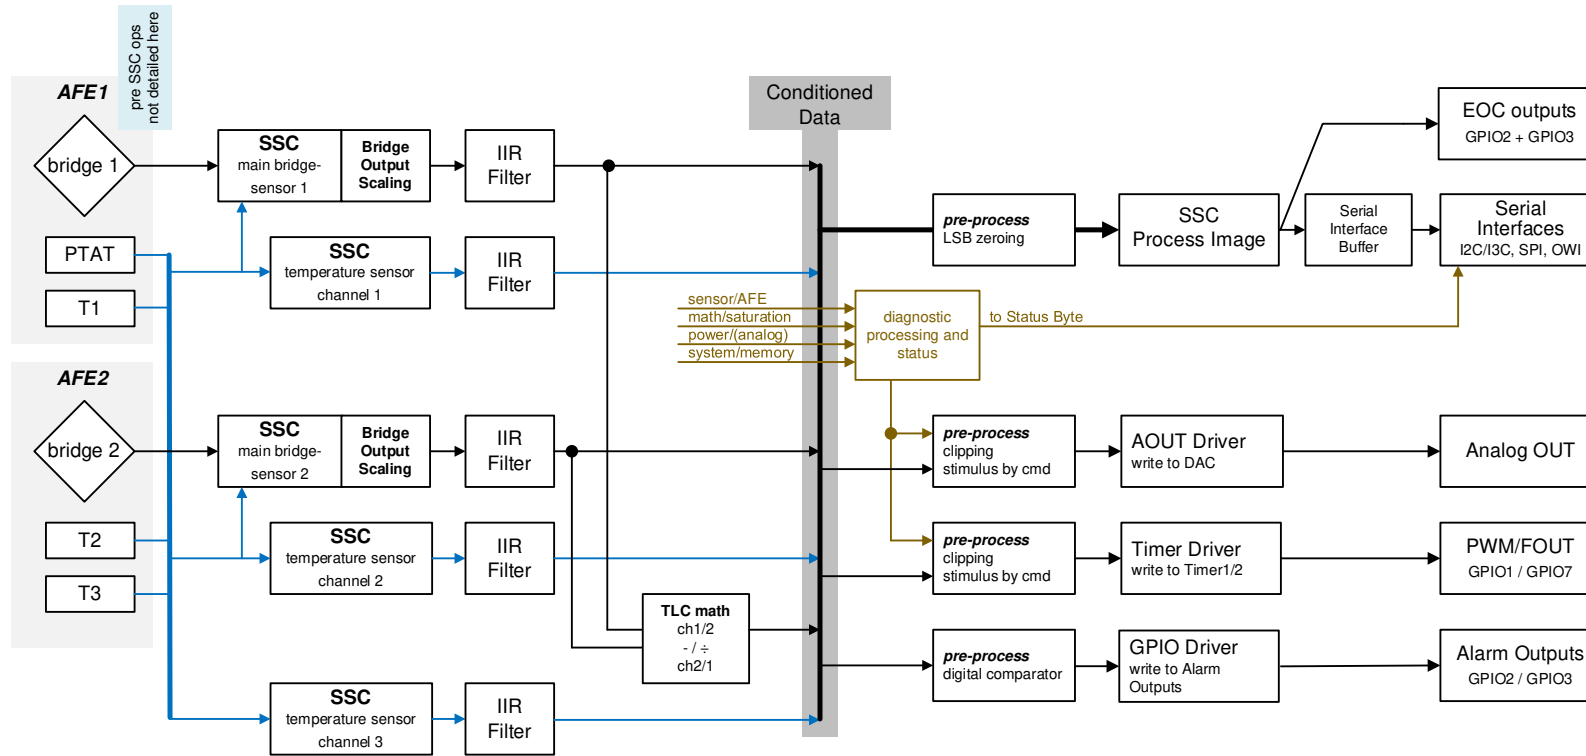 pre SSC ops
not detailed here
AFE1
bridge 1
PTAT
T1
AFE2
bridge 2
T2
T3
SSC
main bridge-
sensor 1
Bridge
Output
Scaling
IIR
Filter
SSC
temperature sensor
channel 1
IIR
Filter
SSC
main bridge-
sensor 2
Bridge
Output
Scaling
IIR
Filter
SSC
temperature sensor
channel 2
IIR
Filter
SSC
temperature sensor
channel 3
IIR
Filter
TLC math
ch1/2
- / ÷
ch2/1
Conditioned
Data
sensor/AFE
math/saturation
power/(analog)
system/memory
diagnostic
processing and
status
to Status Byte
pre-process
LSB zeroing
SSC
Process Image
Serial
Interface
Buffer
EOC outputs
GPIO2 + GPIO3
Serial
Interfaces
I2C/I3C, SPI, OWI
pre-process
clipping
stimulus by cmd
AOUT Driver
write to DAC
Analog OUT
pre-process
clipping
stimulus by cmd
Timer Driver
write to Timer1/2
PWM/FOUT
GPIO1 / GPIO7
pre-process
digital comparator
GPIO Driver
write to Alarm
Outputs
Alarm Outputs
GPIO2 / GPIO3